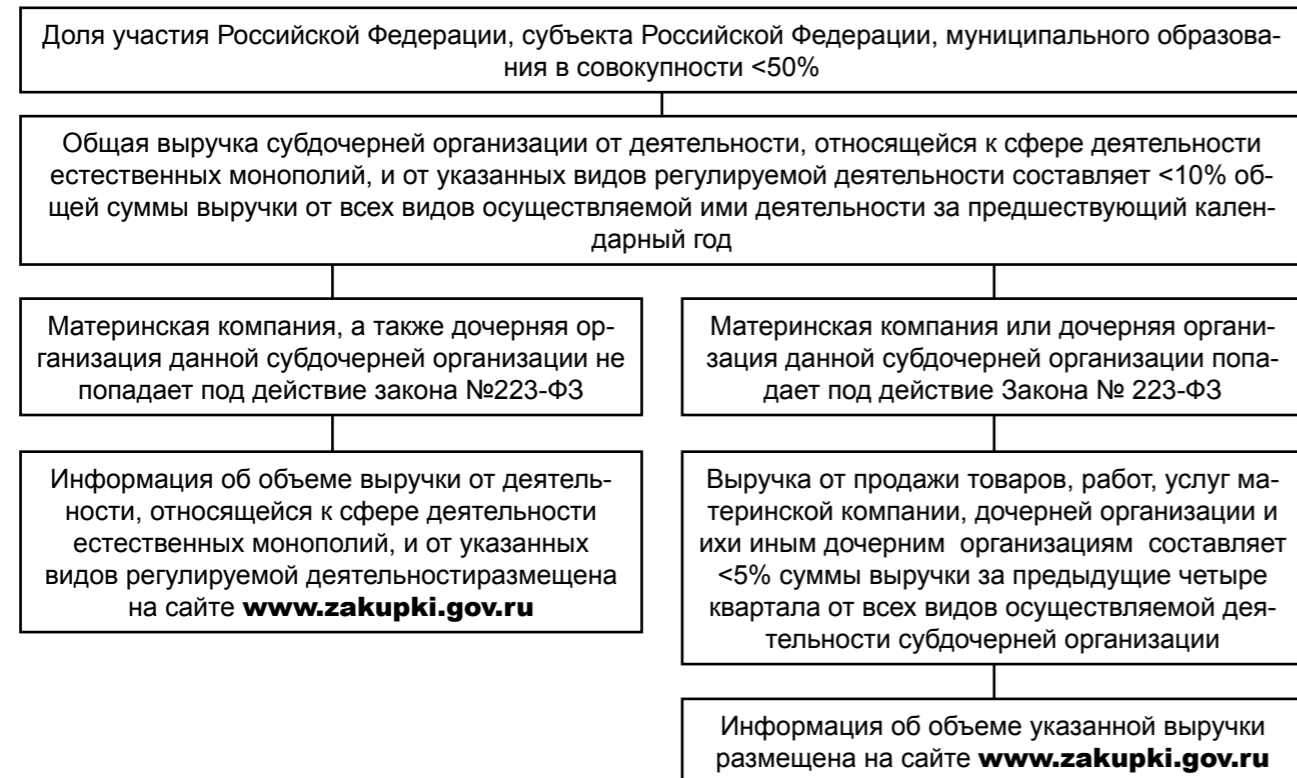 Доля участия Российской Федерации, субъекта Российской Федерации, муниципального образова-
ния в совокупности <50%
Общая выручка субдочерней организации от деятельности, относящейся к сфере деятельности
естественных монополий, и от указанных видов регулируемой деятельности составляет <10% об-
щей суммы выручки от всех видов осуществляемой ими деятельности за предшествующий кален-
дарный год
Материнская компания, а также дочерняя ор-
ганизация данной субдочерней организации не
попадает под действие закона №223-ФЗ
Информация об объеме выручки от деятель-
ности, относящейся к сфере деятельности
естественных монополий, и от указанных
видов регулируемой деятельностиразмещена
на сайте www.zakupki.gov.ru
Материнская компания или дочерняя органи-
зация данной субдочерней организации попа-
дает под действие Закона № 223-ФЗ
Выручка от продажи товаров, работ, услуг ма-
теринской компании, дочерней организации и
ихи иным дочерним организациям составляет
<5% суммы выручки за предыдущие четыре
квартала от всех видов осуществляемой дея-
тельности субдочерней организации
Информация об объеме указанной выручки
размещена на сайте www.zakupki.gov.ru